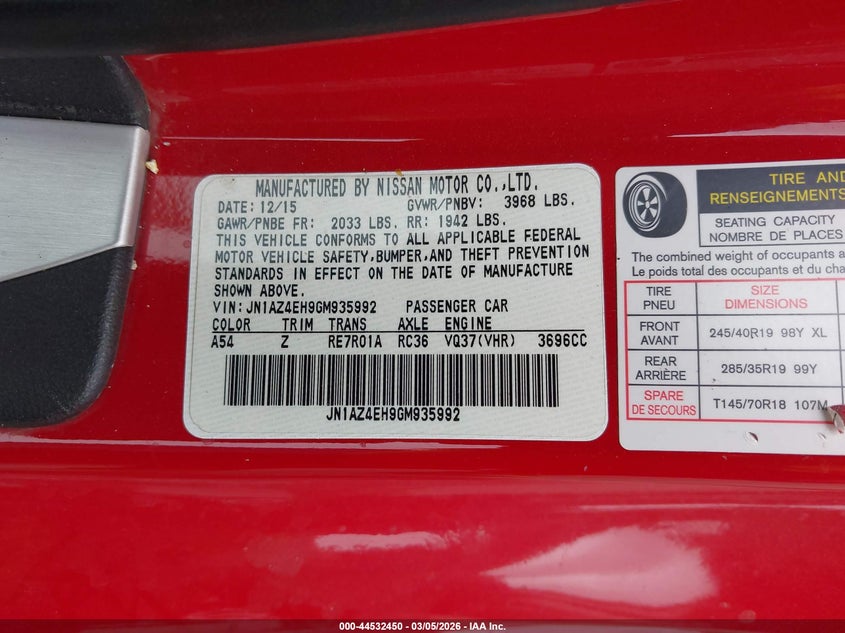 MANUFACTURED BY NISSAN MOTOR CO.,LTD.
DATE: 12/15 GVWR/PNBV: 3968 LBS.
GAWR/PNBE FR: 2033 LBS. RR: 1942 LBS.
THIS VEHICLE CONFORMS TO ALL APPLICABLE FEDERAL
MOTOR VEHICLE SAFETY,BUMPER,AND THEFT PREVENTION
STANDARDS IN EFFECT ON THE DATE OF MANUFACTURE
SHOWN ABOVE.
VIN: JN1AZ4EH9GM935992 PASSENGER CAR
COLOR TRIM TRANS AXLE ENGINE
A54 Z RE7R01A RC36 VQ37(VHR) 3696CC
JN1AZ4EH9GM935992
TIRE AND
RENSEIGNEMENTS
SEATING CAPACITY
NOMBRE DE PLACES
The combined weight of occupants a
Le poids total des occupants et du cha
TIRE SIZE
PNEU DIMENSIONS
FRONT
AVANT 245/40R19 98Y XL
REAR
ARRIÈRE 285/35R19 99Y
SPARE
DE SECOURS T145/70R18 107M
000-44532450 - 03/05/2026 - IAA Inc.